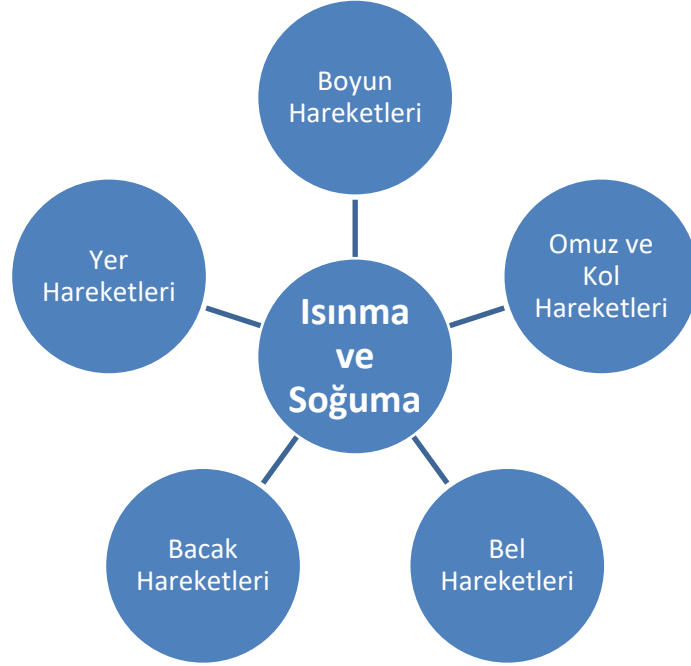 Boyun
Hareketleri
Omuz ve
Kol
Hareketleri
Yer
Hareketleri
Isınma
ve
Soğuma
Bacak
Hareketleri
Bel
Hareketleri